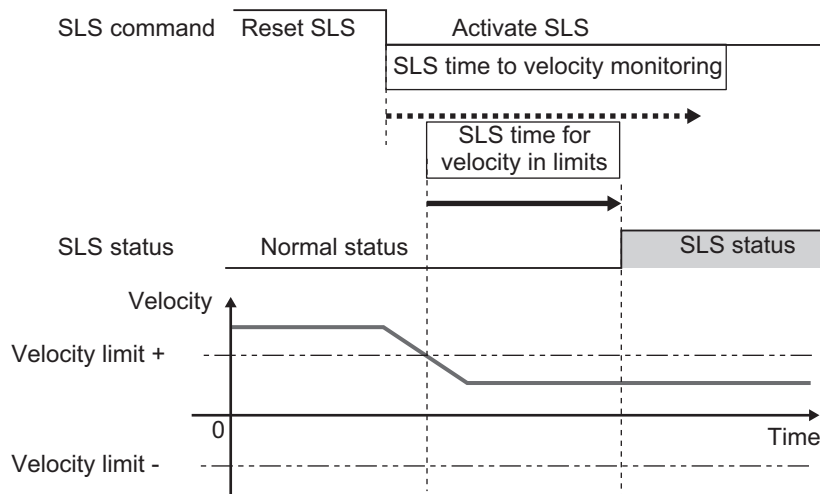 SLS command
Reset SLS
Activate SLS
SLS time to velocity monitoring
SLS time for
velocity in limits
SLS status
Normal status
SLS status
Velocity
Velocity limit +
0
Time
Velocity limit -